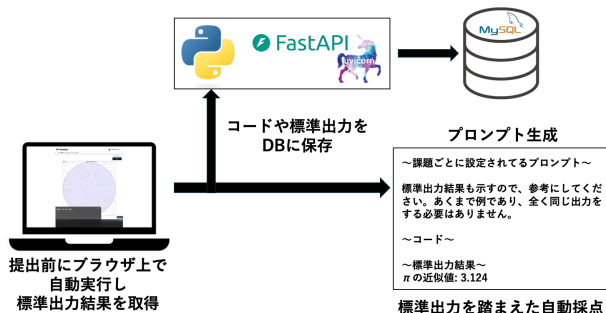 FastAPI
uvicorn
MySQL
コードや標準出力を
DBに保存
プロンプト生成
～課題ごとに設定されてるプロンプト～
標準出力結果も示すので、参考にしてくだ
さい。あくまで例であり、全く同じ出力を
する必要はありません。
～コード～
～標準出力結果～
πの近似値: 3.124
提出前にブラウザ上で
自動実行し
標準出力結果を取得
標準出力を踏まえた自動採点